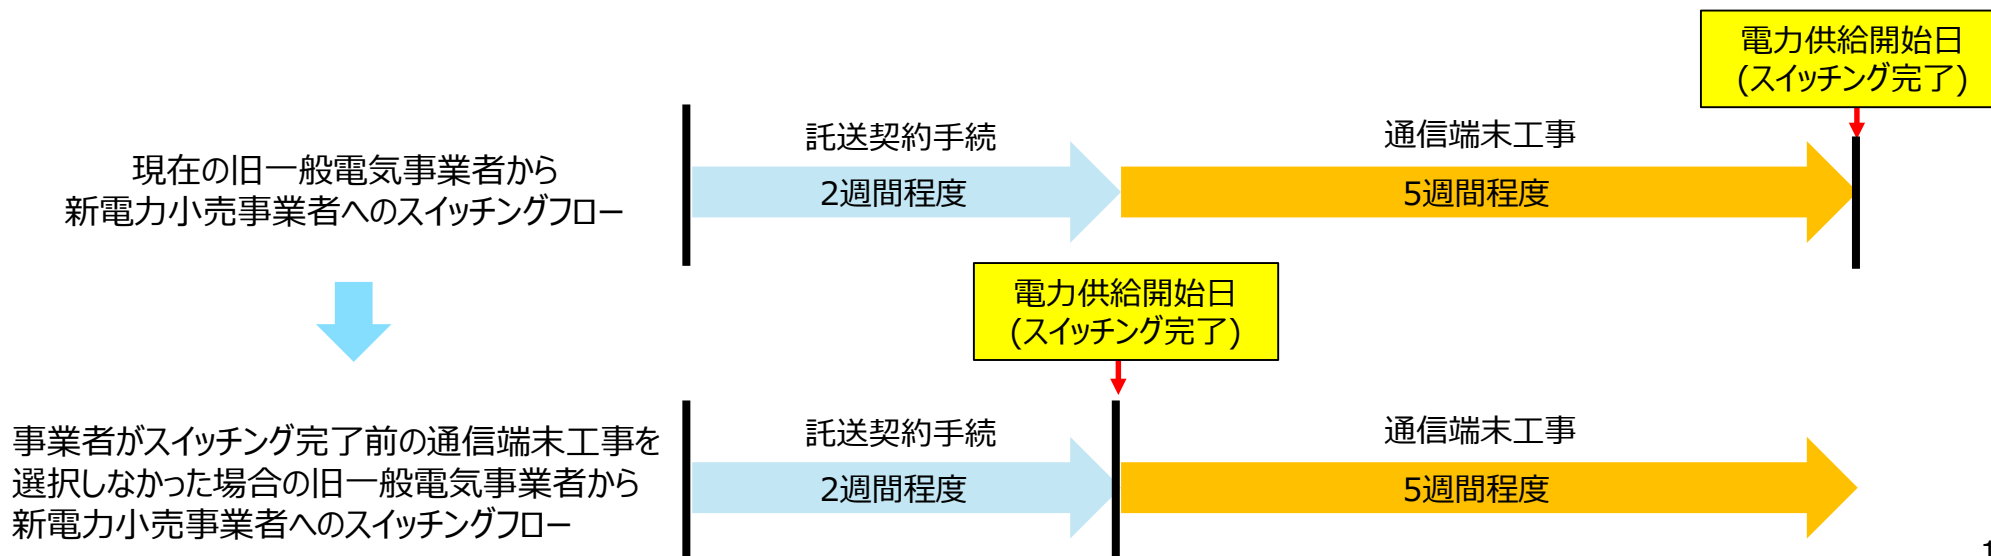 電力供給開始日
(スイッチング完了)
託送契約手続
通信端末工事
現在の旧一般電気事業者から
新電力小売事業者へのスイッチングフロー
2週間程度
5週間程度
電力供給開始日
(スイッチング完了)
託送契約手続
通信端末工事
事業者がスイッチング完了前の通信端末工事を
選択しなかった場合の旧一般電気事業者から
新電力小売事業者へのスイッチングフロー
2週間程度
5週間程度